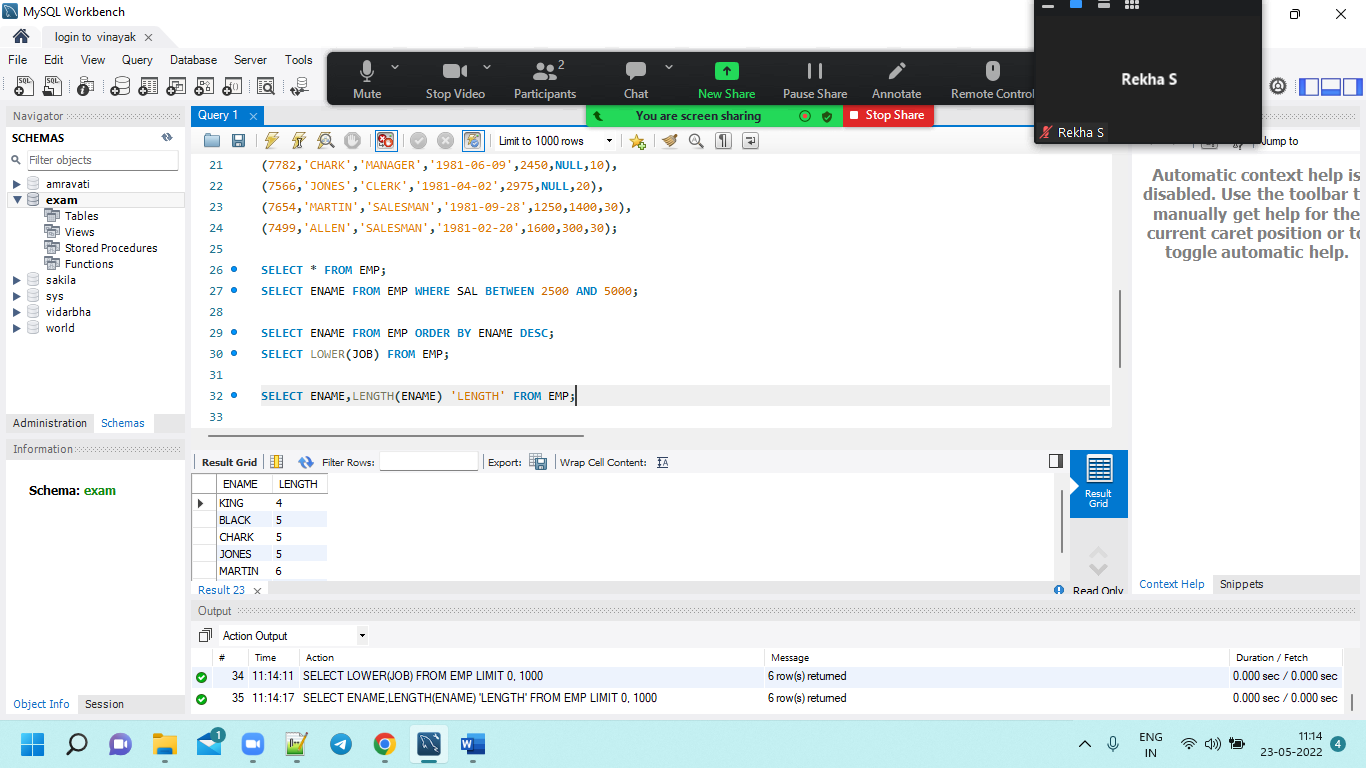 MySQL Workbench
login to vinayak
File Edit View Query Database Server Tools
Mute Stop Video 2 Participants Chat New Share Pause Share Annotate Remote Control
You are screen sharing Stop Share
Rekha S
Rekha S
Navigator
SCHEMAS
Filter objects
amravati
exam
Tables
Views
Stored Procedures
Functions
sakila
sys
vidarbha
world
Administration Schemas
Information
Schema: exam
Object Info Session
Query 1
Limit to 1000 rows
21 (7782,'CHARK','MANAGER','1981-06-09',2450,NULL,10),
22 (7566,'JONES','CLERK','1981-04-02',2975,NULL,20),
23 (7654,'MARTIN','SALESMAN','1981-09-28',1250,1400,30),
24 (7499,'ALLEN','SALESMAN','1981-02-20',1600,300,30);
25
26 SELECT * FROM EMP;
27 SELECT ENAME FROM EMP WHERE SAL BETWEEN 2500 AND 5000;
28
29 SELECT ENAME FROM EMP ORDER BY ENAME DESC;
30 SELECT LOWER(JOB) FROM EMP;
31
32 SELECT ENAME,LENGTH(ENAME) 'LENGTH' FROM EMP;
33
Result Grid Filter Rows: Export: Wrap Cell Content:
ENAME LENGTH
KING 4
BLACK 5
CHARK 5
JONES 5
MARTIN 6
Result Grid
Result 23
Read Only
Jump to
Automatic context help is
disabled. Use the toolbar t
manually get help for the
current caret position or to
toggle automatic help.
Context Help Snippets
Output
Action Output
# Time Action Message Duration / Fetch
34 11:14:11 SELECT LOWER(JOB) FROM EMP LIMIT 0, 1000 6 row(s) returned 0.000 sec / 0.000 sec
35 11:14:17 SELECT ENAME,LENGTH(ENAME) 'LENGTH' FROM EMP LIMIT 0, 1000 6 row(s) returned 0.000 sec / 0.000 sec
1
ENG
IN
11:14
23-05-2022
4